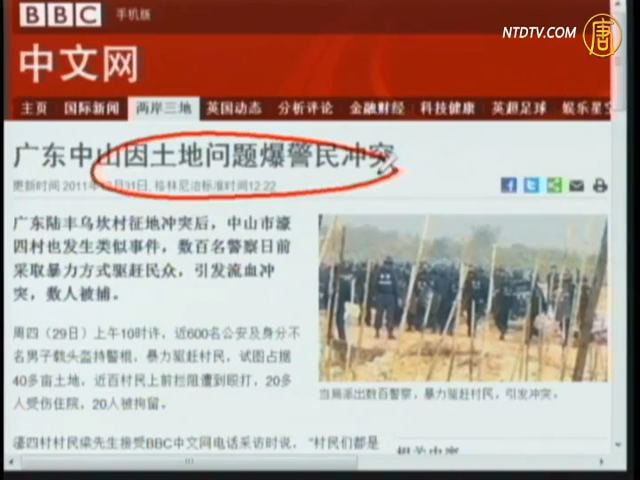 NTDTV.COM
唐
BBC
手机版
中文网
主页 国际新闻 两岸三地 英国动态 分析评论 金融财经 科技健康 英超足球 娱乐星
广东中山因土地问题爆警民冲突
更新时间 2011年 月31日, 格林尼治标准时间12:22
广东陆丰乌坎村征地冲突后，中山市濠
四村也发生类似事件，数百名警察日前
采取暴力方式驱赶民众，引发流血冲
突，数人被捕。
周四（29日）上午10时许，近600名公安及身分不
名男子载头盔持警棍，暴力驱赶村民，试图占据
40多亩土地，近百村民上前拦阻遭到殴打，20多
人受伤住院，20人被拘留。
当局派出数百警察，暴力驱赶村民，引发冲突。
濠四村村民梁先生接受BBC中文网电话采访时说，"村民们都是